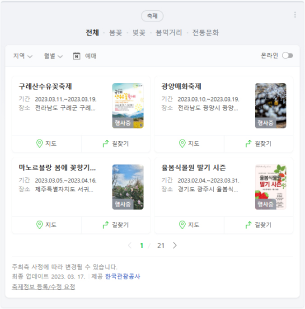 축제
전체 · 봄꽃 · 벚꽃 · 봄먹거리 · 전통문화
지역 월별 예매 온라인
구례산수유꽃축제
기간 2023.03.11.~2023.03.19.
장소 전라남도 구례군 구례...
행사중
지도 길찾기
광양매화축제
기간 2023.03.10.~2023.03.19.
장소 전라남도 광양시 광양...
행사중
지도 길찾기
마노르블랑 봄에 꽃향기...
기간 2023.03.05.~2023.04.16.
장소 제주특별자치도 서귀...
행사중
지도 길찾기
율봄식물원 딸기 시즌
기간 2023.02.04.~2023.03.31.
장소 경기도 광주시 율봄식...
율봄식물원
딸기 시즌
행사중
지도 길찾기
1 21
주최측 사정에 따라 변경될 수 있습니다.
최종 업데이트 2023. 03. 17. 제공 한국관광공사
축제정보 등록/수정 요청